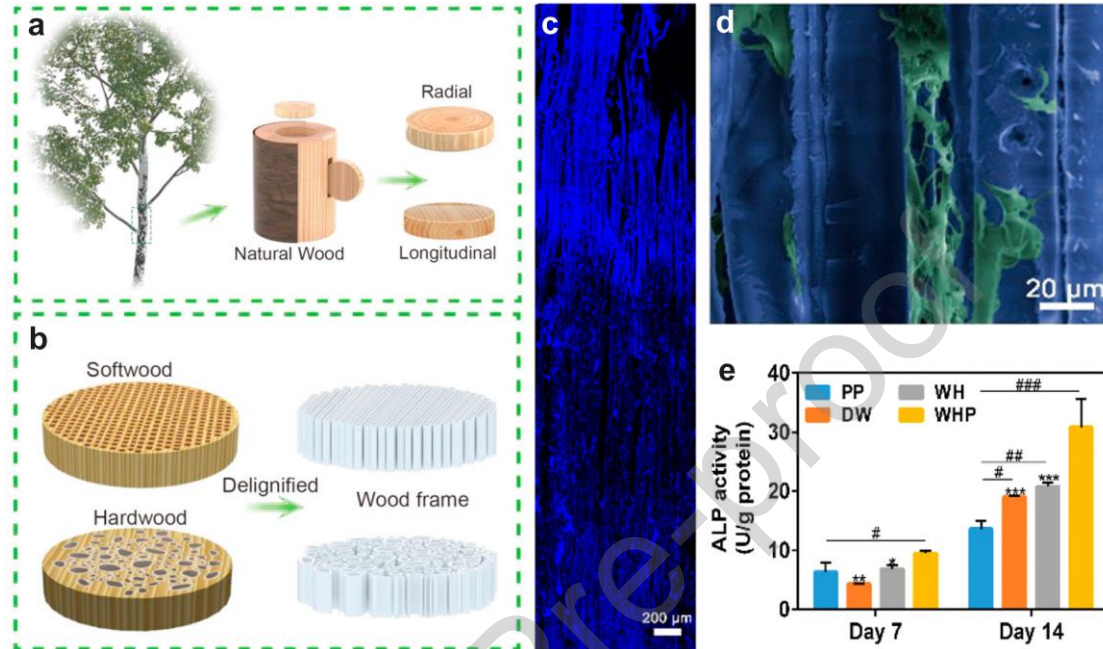 a
Radial
Natural Wood
Longitudinal
b
Softwood
Delignified
Wood frame
Hardwood
c
200 μm
d
20 μm
e
ALP activity
(U/g protein)
40
30
20
10
0
PP
WH
DW
WHP
#
**
*
###
##
#
***
***
Day 7
Day 14
Pre-proof